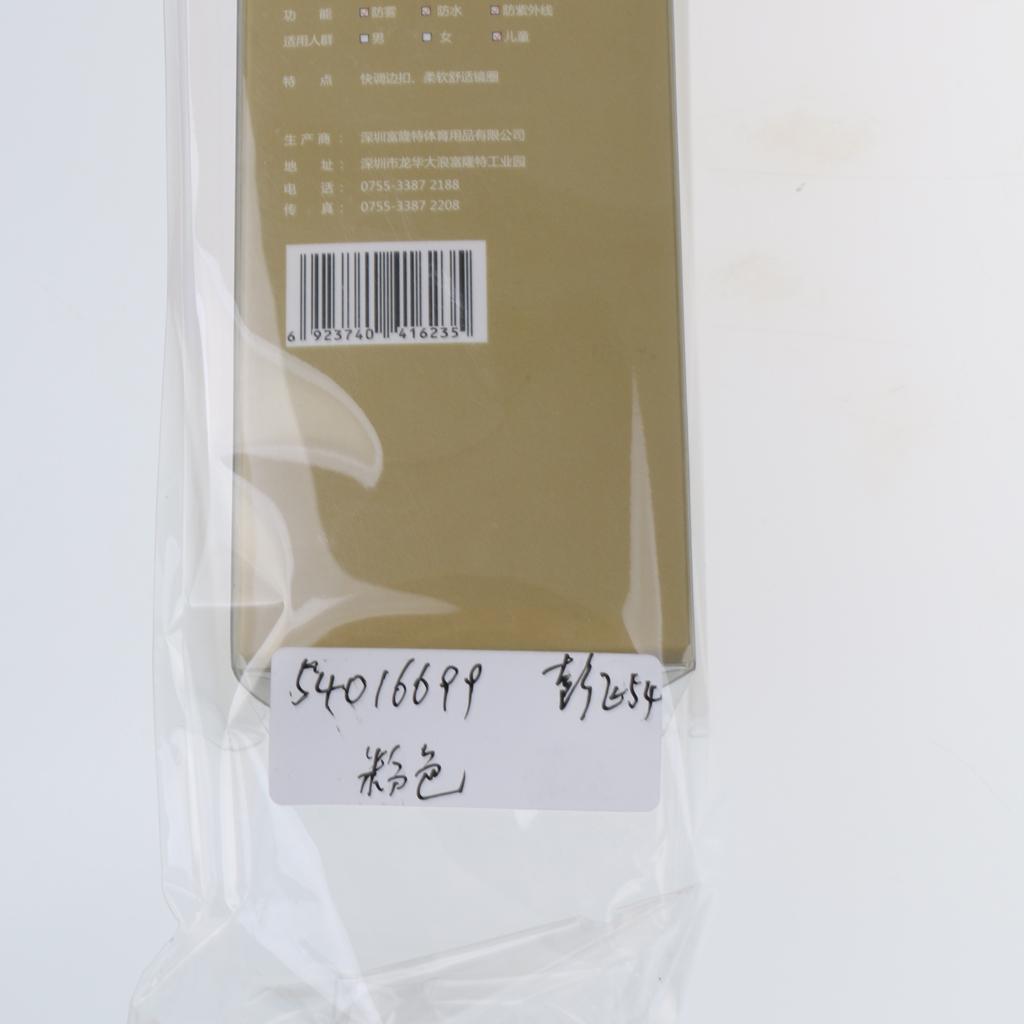 功 能 防雾 防水 防紫外线
适用人群 男 女 儿童
特 点 快调边扣、柔软舒适镜圈
生产商： 深圳富隆特体育用品有限公司
地 址： 深圳市龙华大浪富隆特工业园
电 话： 0755-3387 2188
传 真： 0755-3387 2208
6 923740 416235
54016699 彭飞54
粉色